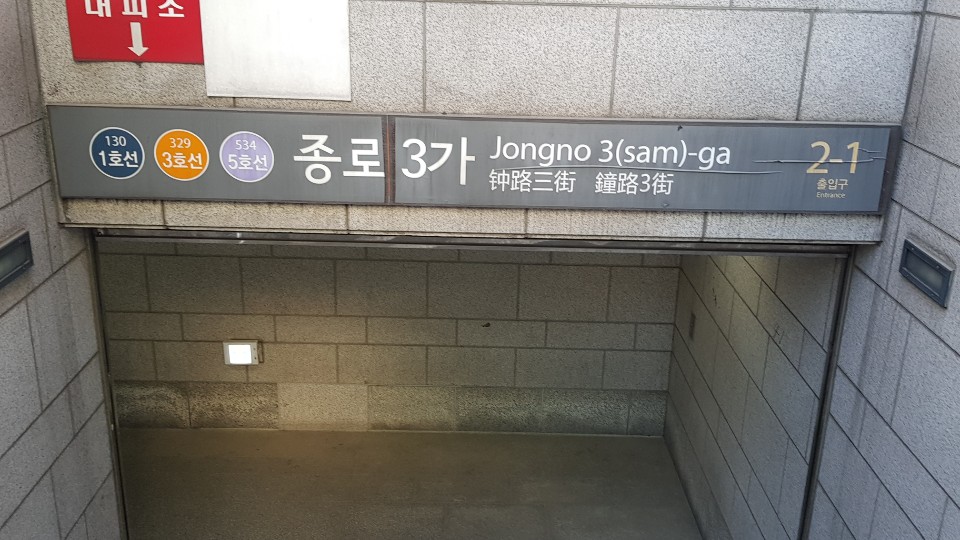 대피소
130
1호선
329
3호선
534
5호선
종로 3가
Jongno 3(sam)-ga
钟路三街 鐘路3街
2-1
출입구
Entrance